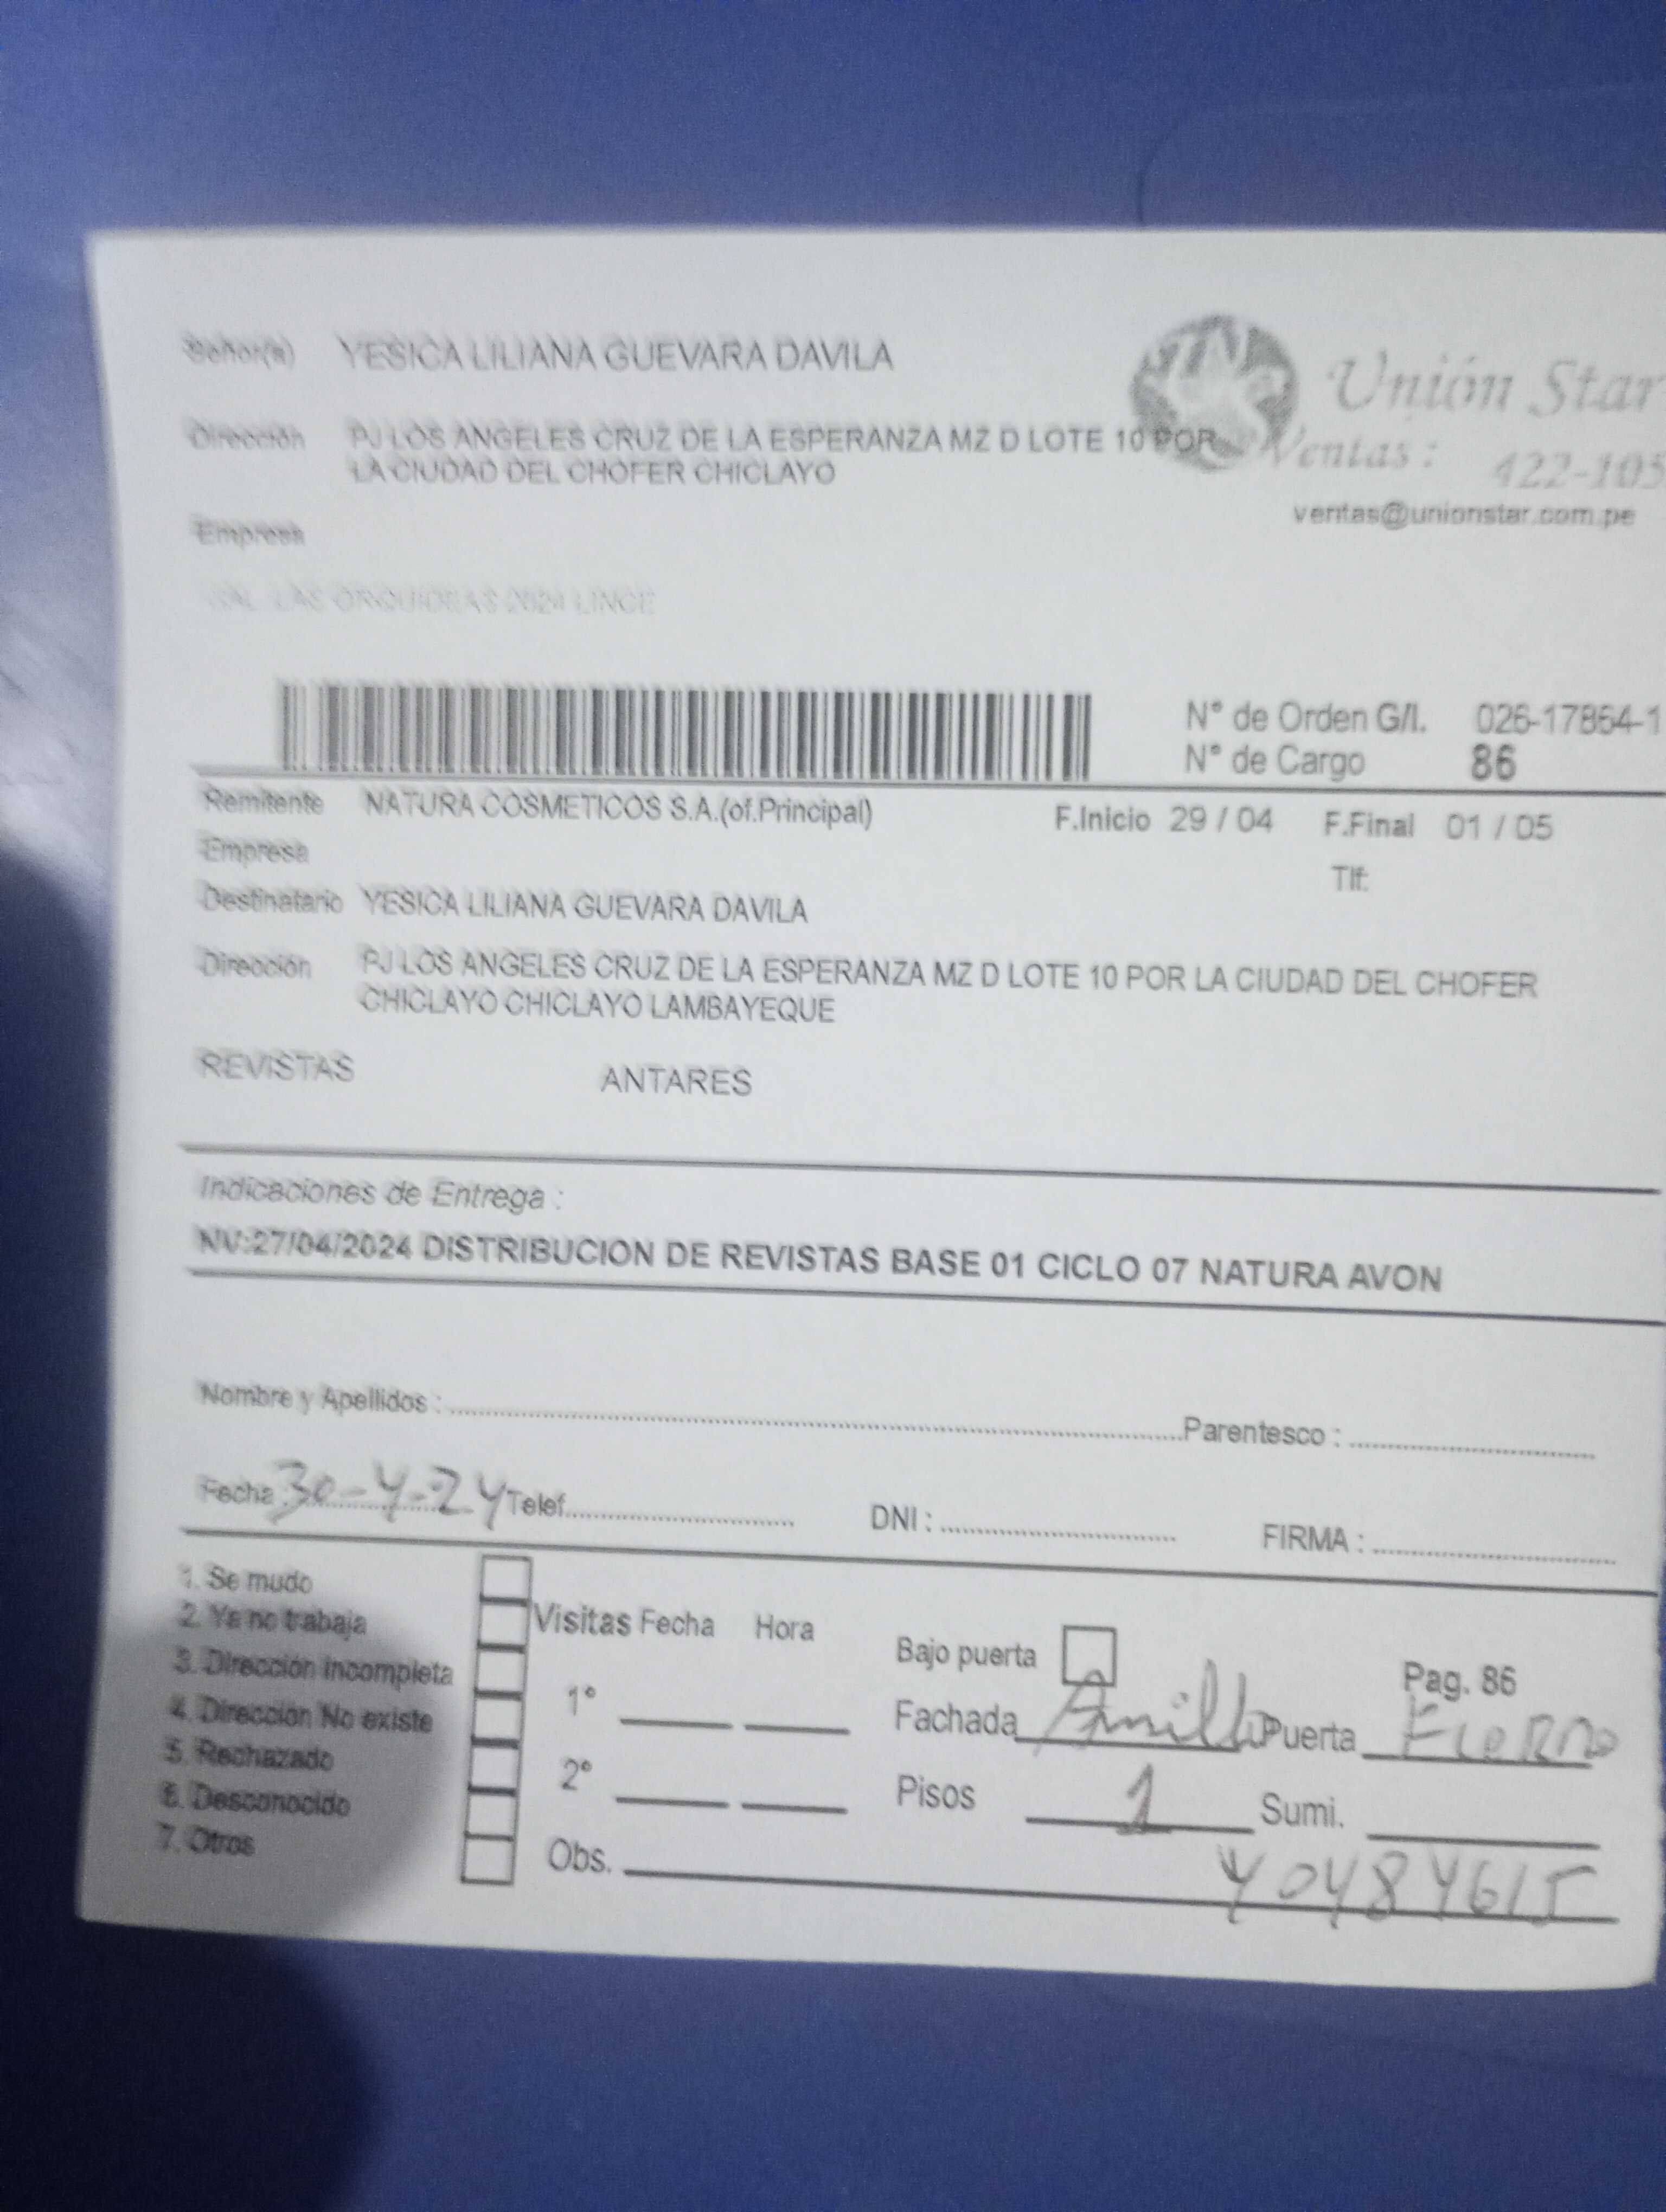 Señor(a) YESICA LILIANA GUEVARA DAVILA
Unión Star
Dirección PJ LOS ANGELES CRUZ DE LA ESPERANZA MZ D LOTE 10 POR
LA CIUDAD DEL CHOFER CHICLAYO
Ventas: 422-105
ventas@unionstar.com.pe
Empresa
LAS ORQUIDEAS 2624 LINCE
N° de Orden G/I. 026-17864-1
N° de Cargo 86
Remitente NATURA COSMETICOS S.A.(of.Principal) F.Inicio 29 / 04 F.Final 01 / 05
Empresa
Tlf:
Destinatario YESICA LILIANA GUEVARA DAVILA
Dirección PJ LOS ANGELES CRUZ DE LA ESPERANZA MZ D LOTE 10 POR LA CIUDAD DEL CHOFER
CHICLAYO CHICLAYO LAMBAYEQUE
REVISTAS ANTARES
Indicaciones de Entrega :
NV:27/04/2024 DISTRIBUCION DE REVISTAS BASE 01 CICLO 07 NATURA AVON
Nombre y Apellidos : Parentesco :
Fecha : 30-4-24 Telef. DNI : FIRMA :
1. Se mudo
2. Ya no trabaja
3. Dirección Incompleta
4. Dirección No existe
5. Rechazado
6. Desconocido
7. Otros
Visitas Fecha Hora
1°
2°
Obs. 40484615
Bajo puerta
Pag. 86
Fachada Amillo Puerta Fierro
Pisos 1 Sumi.